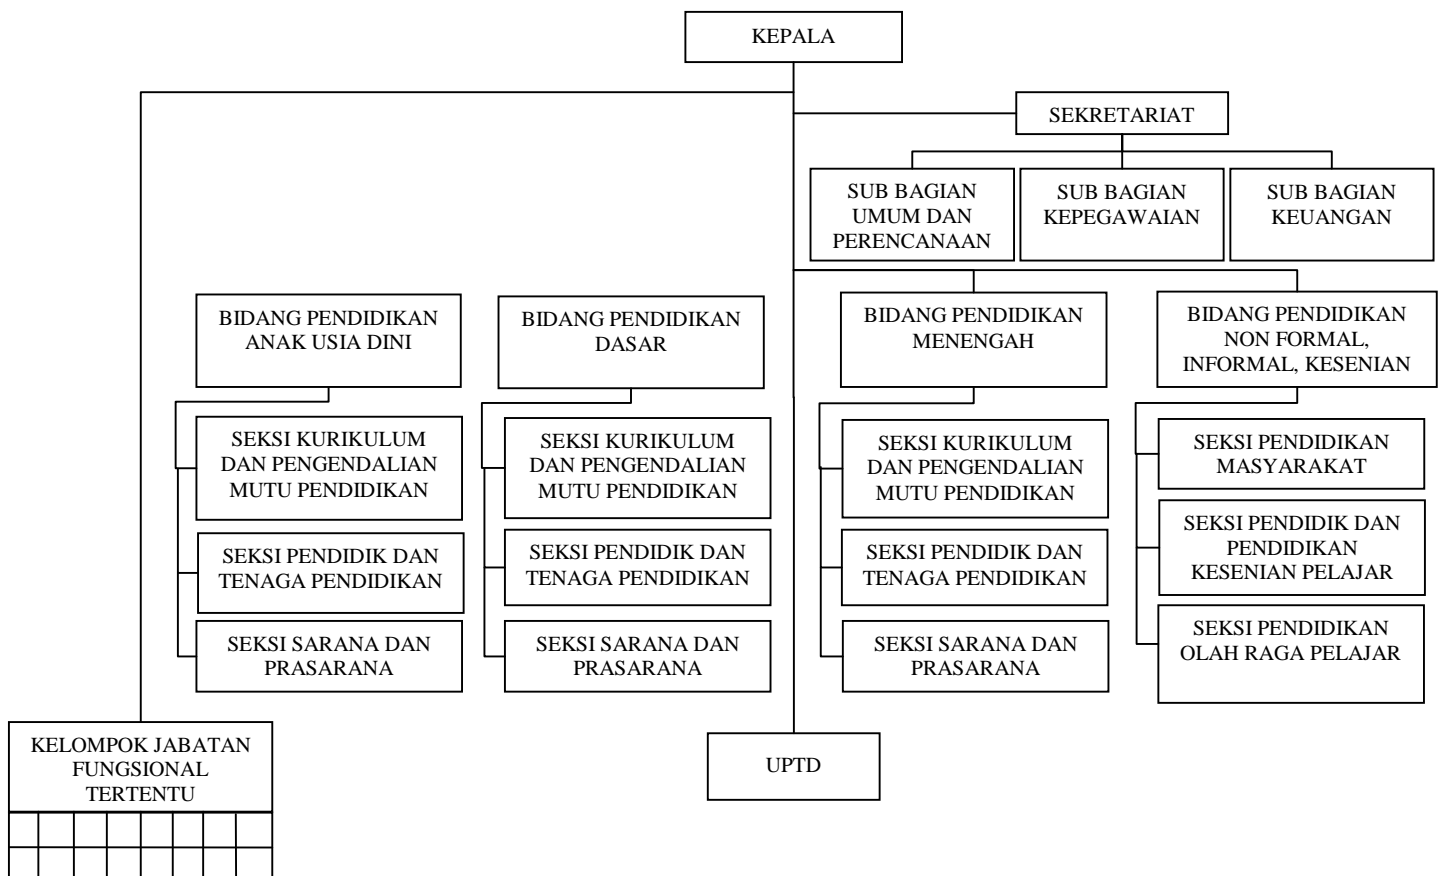 KEPALA
SEKRETARIAT
SUB BAGIAN
UMUM DAN
PERENCANAAN
SUB BAGIAN
KEPEGAWAIAN
SUB BAGIAN
KEUANGAN
BIDANG PENDIDIKAN
ANAK USIA DINI
BIDANG PENDIDIKAN
DASAR
BIDANG PENDIDIKAN
MENENGAH
BIDANG PENDIDIKAN
NON FORMAL,
INFORMAL, KESENIAN
SEKSI KURIKULUM
DAN PENGENDALIAN
MUTU PENDIDIKAN
SEKSI KURIKULUM
DAN PENGENDALIAN
MUTU PENDIDIKAN
SEKSI KURIKULUM
DAN PENGENDALIAN
MUTU PENDIDIKAN
SEKSI PENDIDIKAN
MASYARAKAT
SEKSI PENDIDIK DAN
TENAGA PENDIDIKAN
SEKSI PENDIDIK DAN
TENAGA PENDIDIKAN
SEKSI PENDIDIK DAN
TENAGA PENDIDIKAN
SEKSI PENDIDIK DAN
PENDIDIKAN
KESENIAN PELAJAR
SEKSI SARANA DAN
PRASARANA
SEKSI SARANA DAN
PRASARANA
SEKSI SARANA DAN
PRASARANA
SEKSI PENDIDIKAN
OLAH RAGA PELAJAR
KELOMPOK JABATAN
FUNGSIONAL
TERTENTU
UPTD